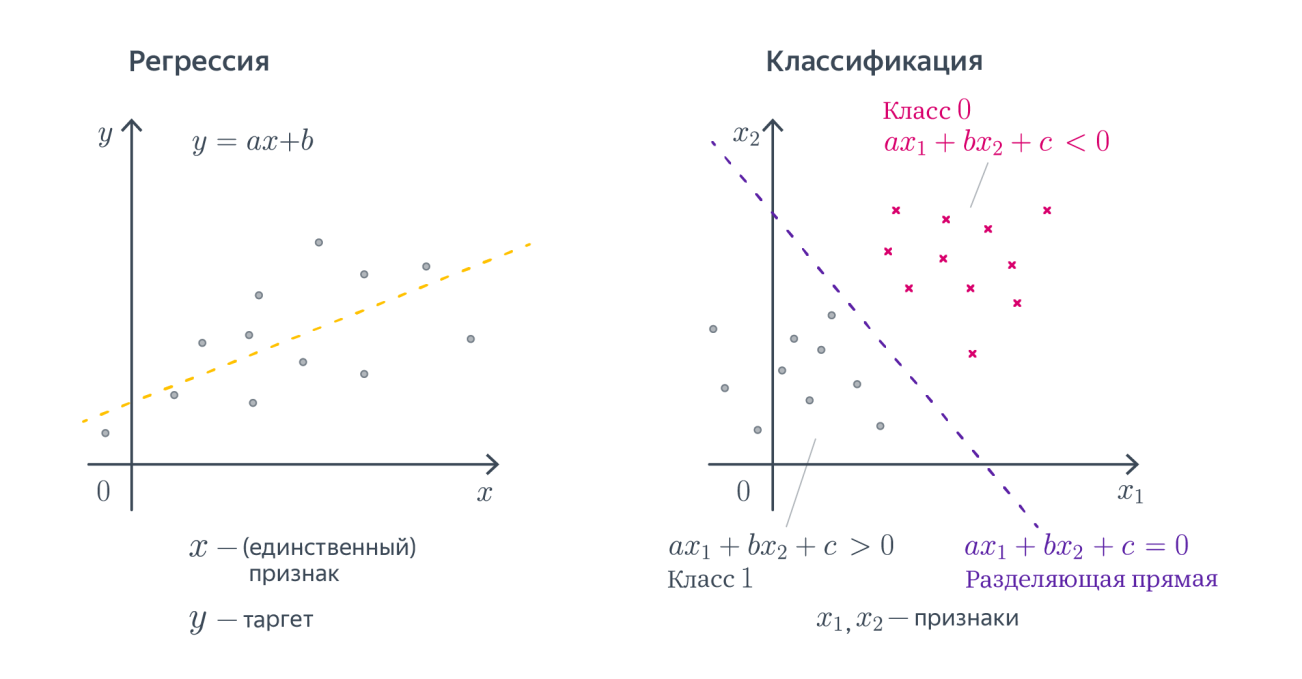 Регрессия
y
y = ax+b
0
x
x – (единственный)
признак
y – таргет
Классификация
Класс 0
x₂
ax₁ + bx₂ + c < 0
0
x₁
ax₁ + bx₂ + c > 0
Класс 1
ax₁ + bx₂ + c = 0
Разделяющая прямая
x₁, x₂ – признаки